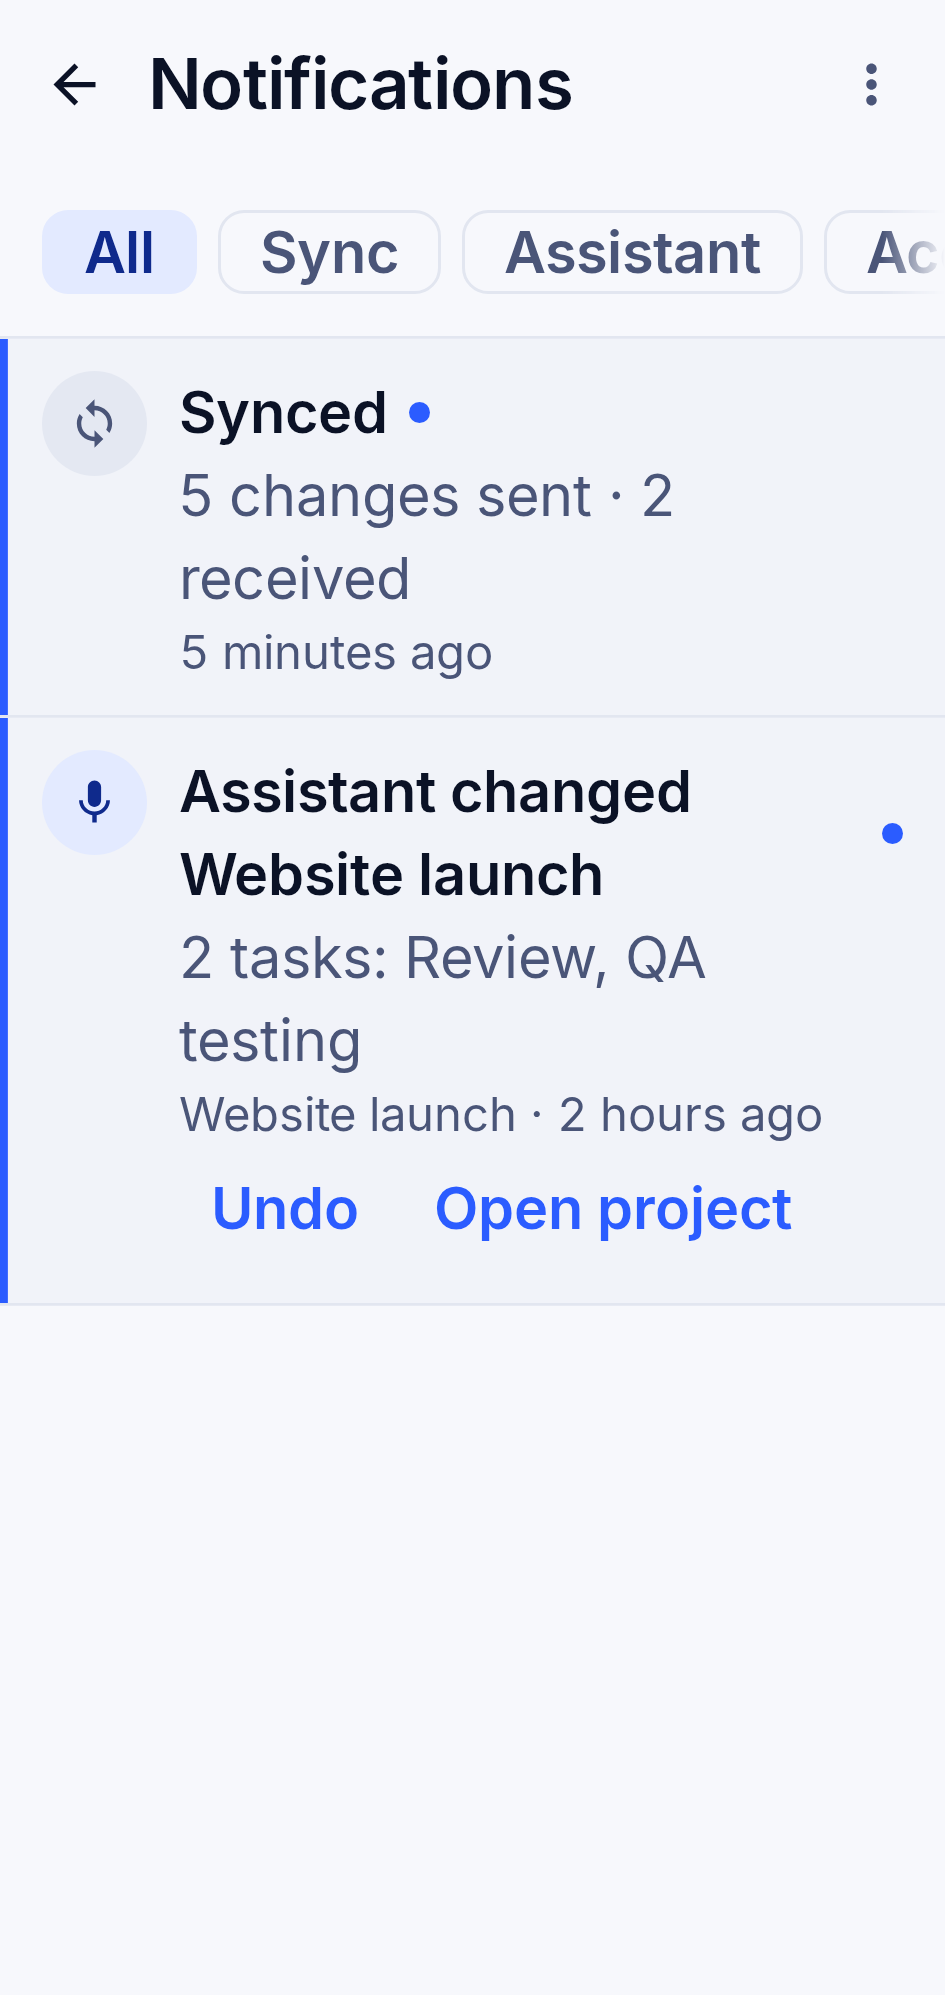 Notifications
All
Sync
Assistant
Synced
5 changes sent · 2
received
5 minutes ago
Assistant changed
Website launch
2 tasks: Review, QA
testing
Website launch · 2 hours ago
Undo
Open project